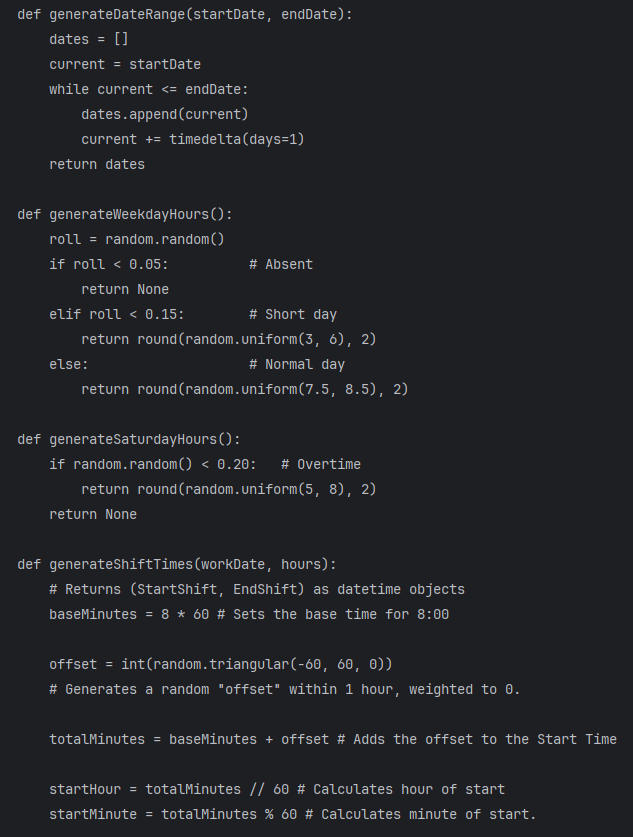 def generateDateRange(startDate, endDate):
    dates = []
    current = startDate
    while current <= endDate:
        dates.append(current)
        current += timedelta(days=1)
    return dates

def generateWeekdayHours():
    roll = random.random()
    if roll < 0.05:          # Absent
        return None
    elif roll < 0.15:        # Short day
        return round(random.uniform(3, 6), 2)
    else:                    # Normal day
        return round(random.uniform(7.5, 8.5), 2)

def generateSaturdayHours():
    if random.random() < 0.20:   # Overtime
        return round(random.uniform(5, 8), 2)
    return None

def generateShiftTimes(workDate, hours):
    # Returns (StartShift, EndShift) as datetime objects
    baseMinutes = 8 * 60 # Sets the base time for 8:00

    offset = int(random.triangular(-60, 60, 0))
    # Generates a random "offset" within 1 hour, weighted to 0.

    totalMinutes = baseMinutes + offset # Adds the offset to the Start Time

    startHour = totalMinutes // 60 # Calculates hour of start
    startMinute = totalMinutes % 60 # Calculates minute of start.